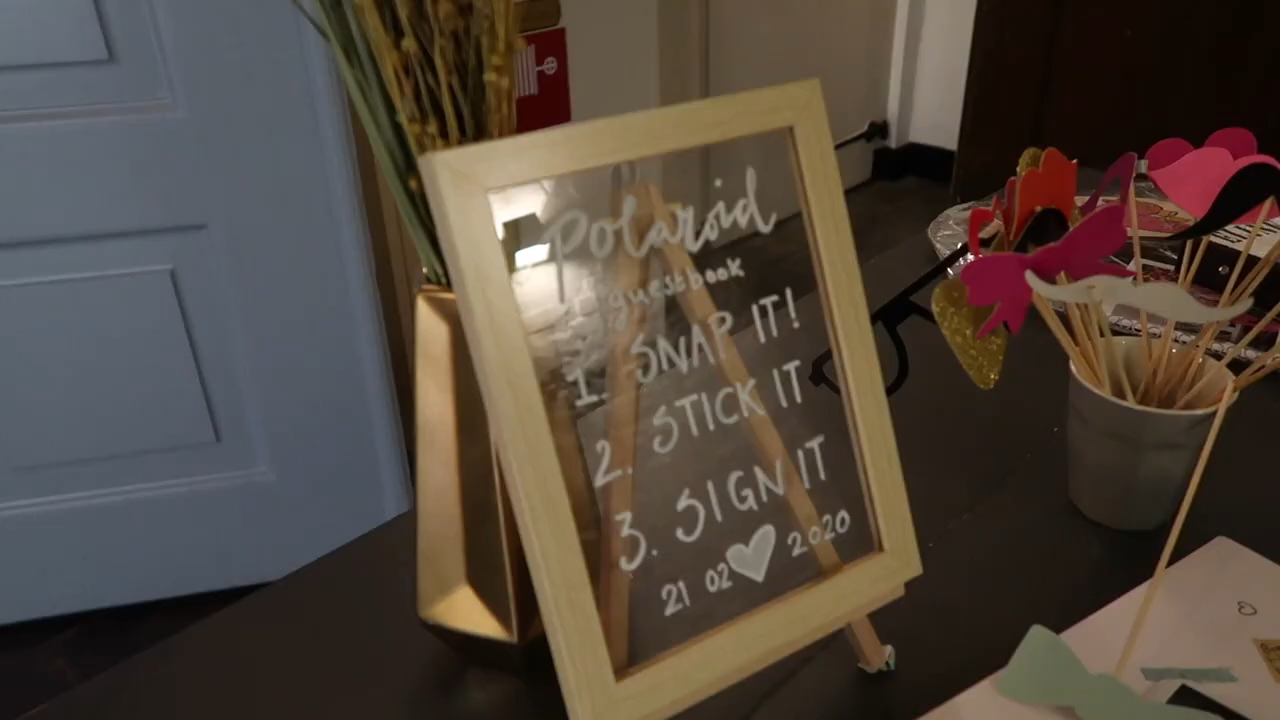 Polaroid
guestbook
1. SNAP IT!
2. STICK IT
3. SIGN IT
21 02 2020